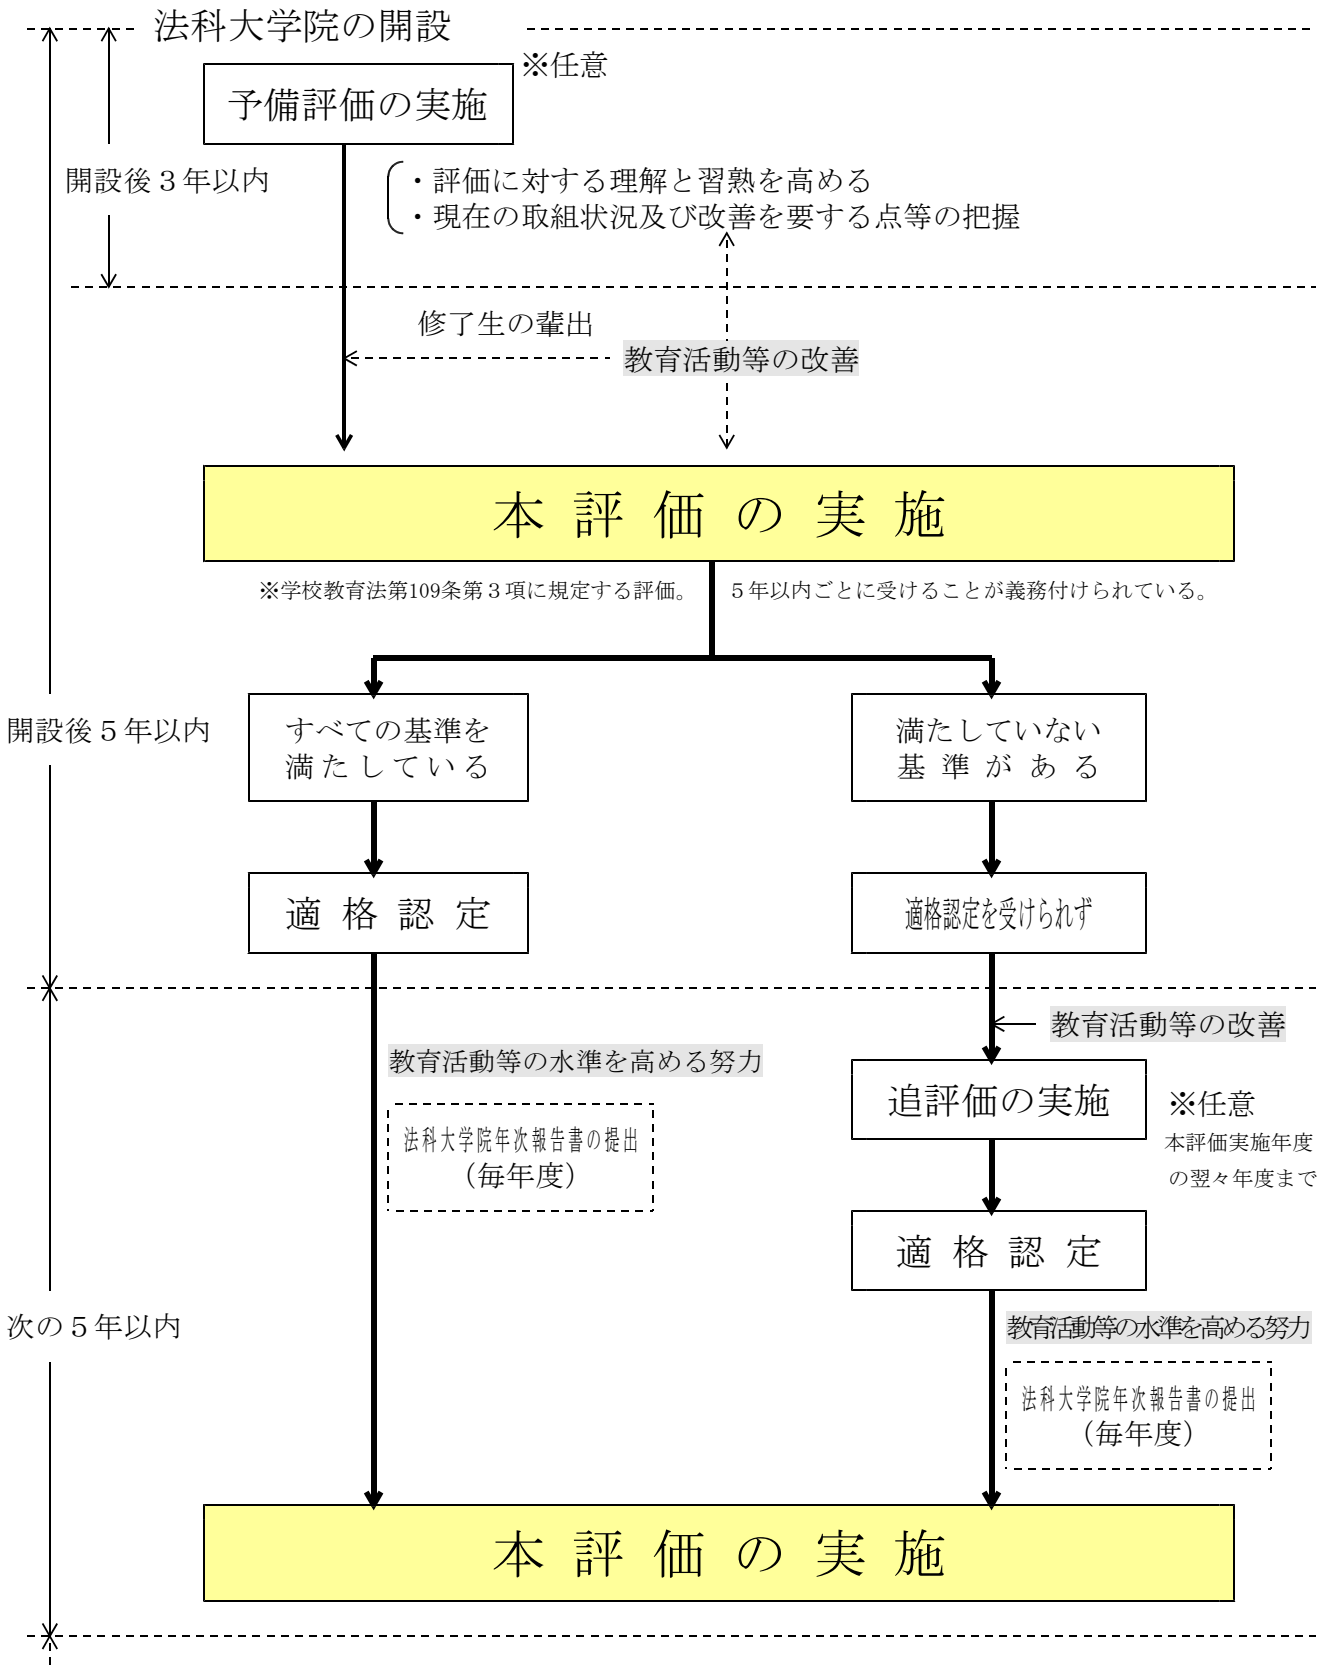 法科大学院の開設
※任意
予備評価の実施
開設後３年以内
・評価に対する理解と習熟を高める
・現在の取組状況及び改善を要する点等の把握
修了生の輩出
教育活動等の改善
本評価の実施
※学校教育法第109条第３項に規定する評価。 ５年以内ごとに受けることが義務付けられている。
開設後５年以内
すべての基準を
満たしている
満たしていない
基準がある
適格認定
適格認定を受けられず
教育活動等の改善
教育活動等の水準を高める努力
追評価の実施
※任意
本評価実施年度
の翌々年度まで
法科大学院年次報告書の提出
（毎年度）
適格認定
次の５年以内
教育活動等の水準を高める努力
法科大学院年次報告書の提出
（毎年度）
本評価の実施